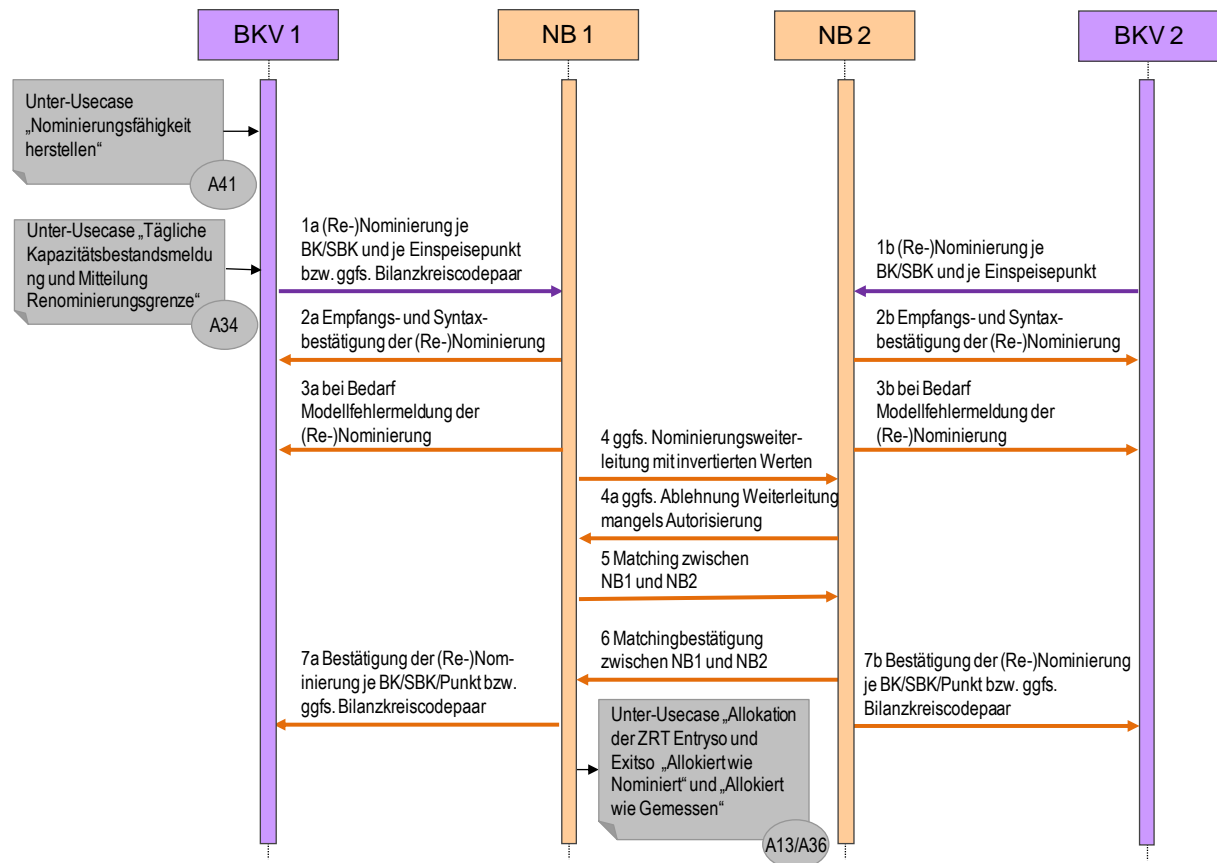 BKV 1
NB 1
NB 2
BKV 2
Unter-Usecase
„Nominierungsfähigkeit
herstellen“
A41
Unter-Usecase „Tägliche
Kapazitätsbestandsmeldu
ng und Mitteilung
Renominierungsgrenze“
A34
1a (Re-)Nominierung je
BK/SBK und je Einspeisepunkt
bzw. ggfs. Bilanzkreiscodepaar
1b (Re-)Nominierung je
BK/SBK und je Einspeisepunkt
2a Empfangs- und Syntax-
bestätigung der (Re-)Nominierung
2b Empfangs- und Syntax-
bestätigung der (Re-)Nominierung
3a bei Bedarf
Modellfehlermeldung der
(Re-)Nominierung
3b bei Bedarf
Modellfehlermeldung der
(Re-)Nominierung
4 ggfs. Nominierungsweiter-
leitung mit invertierten Werten
4a ggfs. Ablehnung Weiterleitung
mangels Autorisierung
5 Matching zwischen
NB1 und NB2
6 Matchingbestätigung
zwischen NB1 und NB2
7a Bestätigung der (Re-)Nom-
inierung je BK/SBK/Punkt bzw.
ggfs. Bilanzkreiscodepaar
7b Bestätigung der (Re-)Nominierung
je BK/SBK/Punkt bzw. ggfs.
Bilanzkreiscodepaar
Unter-Usecase „Allokation
der ZRT Entryso und
Exitso „Allokiert wie
Nominiert“ und „Allokiert
wie Gemessen“
A13/A36